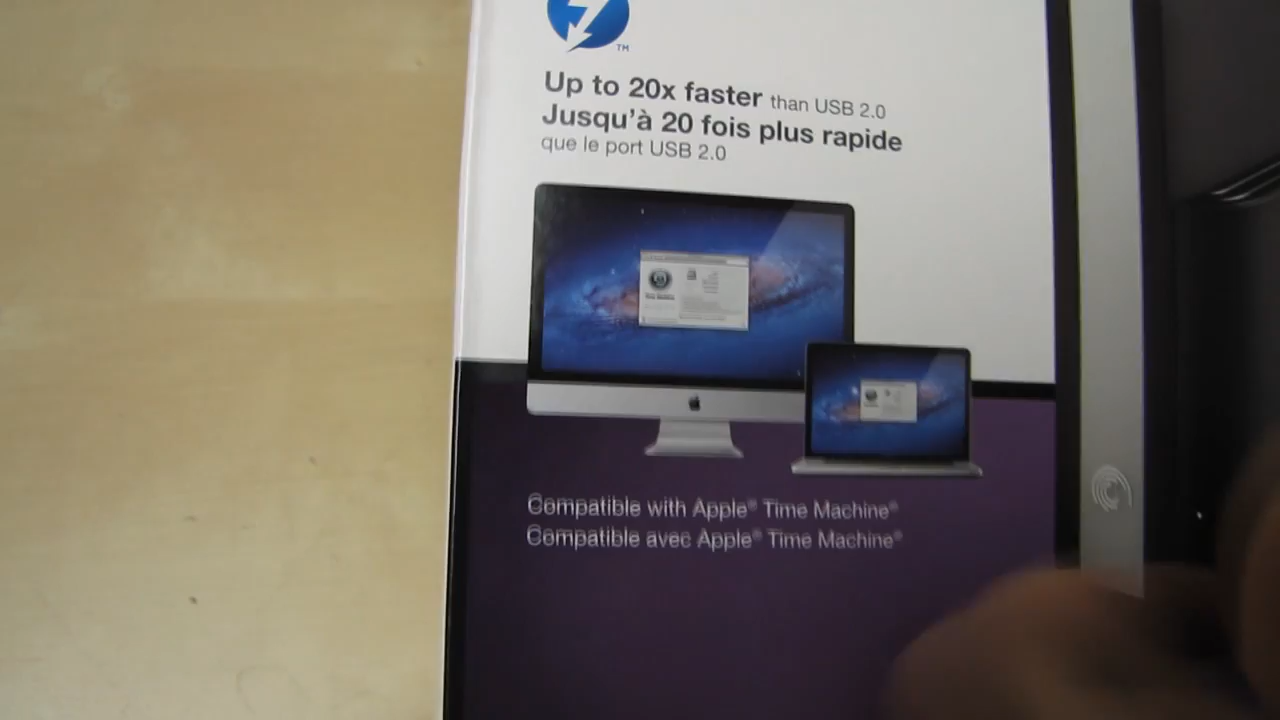 TM
Up to 20x faster than USB 2.0
Jusqu'à 20 fois plus rapide
que le port USB 2.0
Compatible with Apple® Time Machine®
Compatible avec Apple® Time Machine®